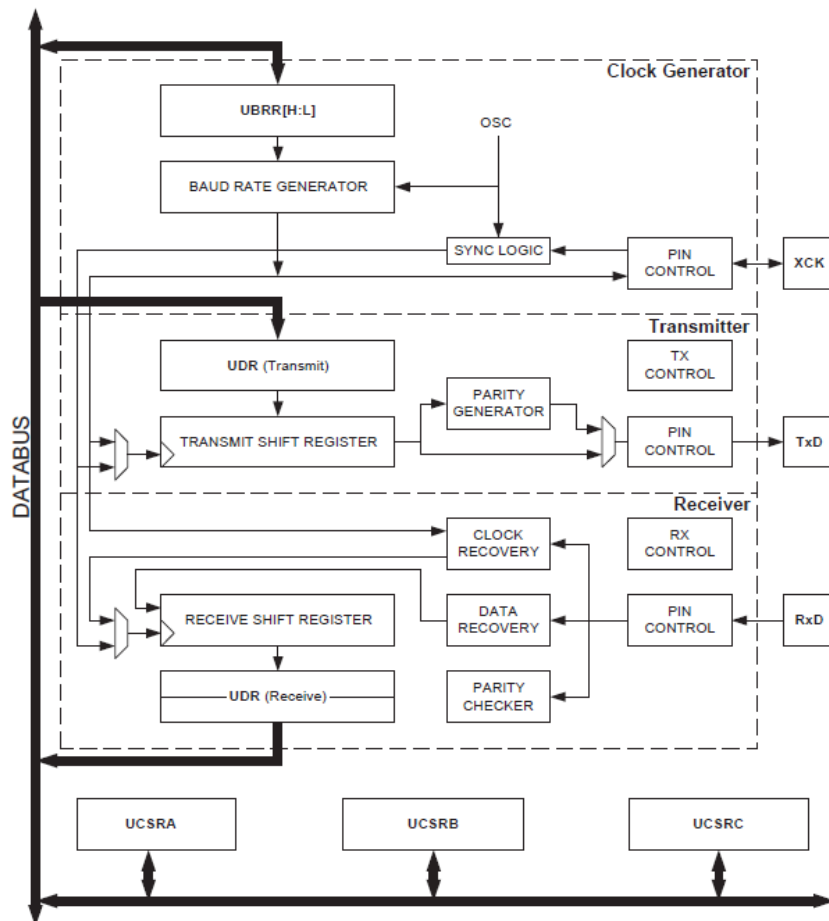 Clock Generator
UBRR[H:L]
OSC
BAUD RATE GENERATOR
SYNC LOGIC
PIN
CONTROL
XCK
Transmitter
UDR (Transmit)
TX
CONTROL
PARITY
GENERATOR
TRANSMIT SHIFT REGISTER
PIN
CONTROL
TxD
DATABUS
Receiver
CLOCK
RECOVERY
RX
CONTROL
RECEIVE SHIFT REGISTER
DATA
RECOVERY
PIN
CONTROL
RxD
UDR (Receive)
PARITY
CHECKER
UCSRA
UCSRB
UCSRC